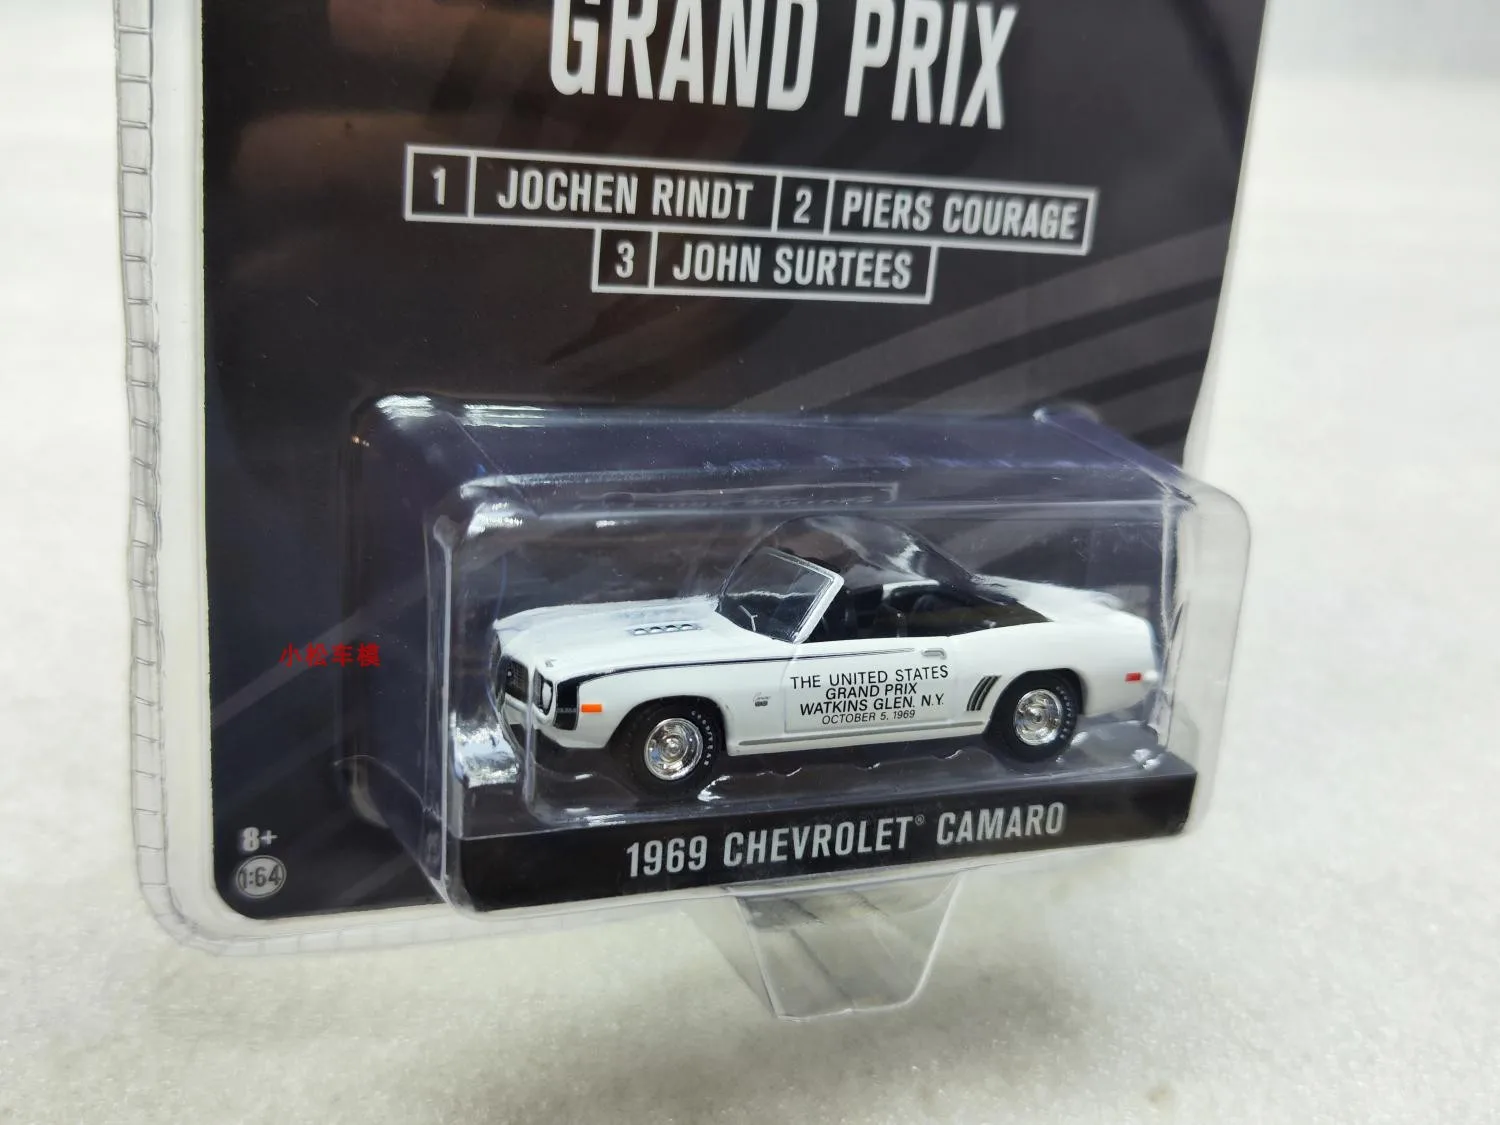 GRAND PRIX
1 JOCHEN RINDT 2 PIERS COURAGE
3 JOHN SURTEES
小松车模
THE UNITED STATES
GRAND PRIX
WATKINS GLEN, N.Y.
OCTOBER 5, 1969
8+
1:64
1969 CHEVROLET® CAMARO